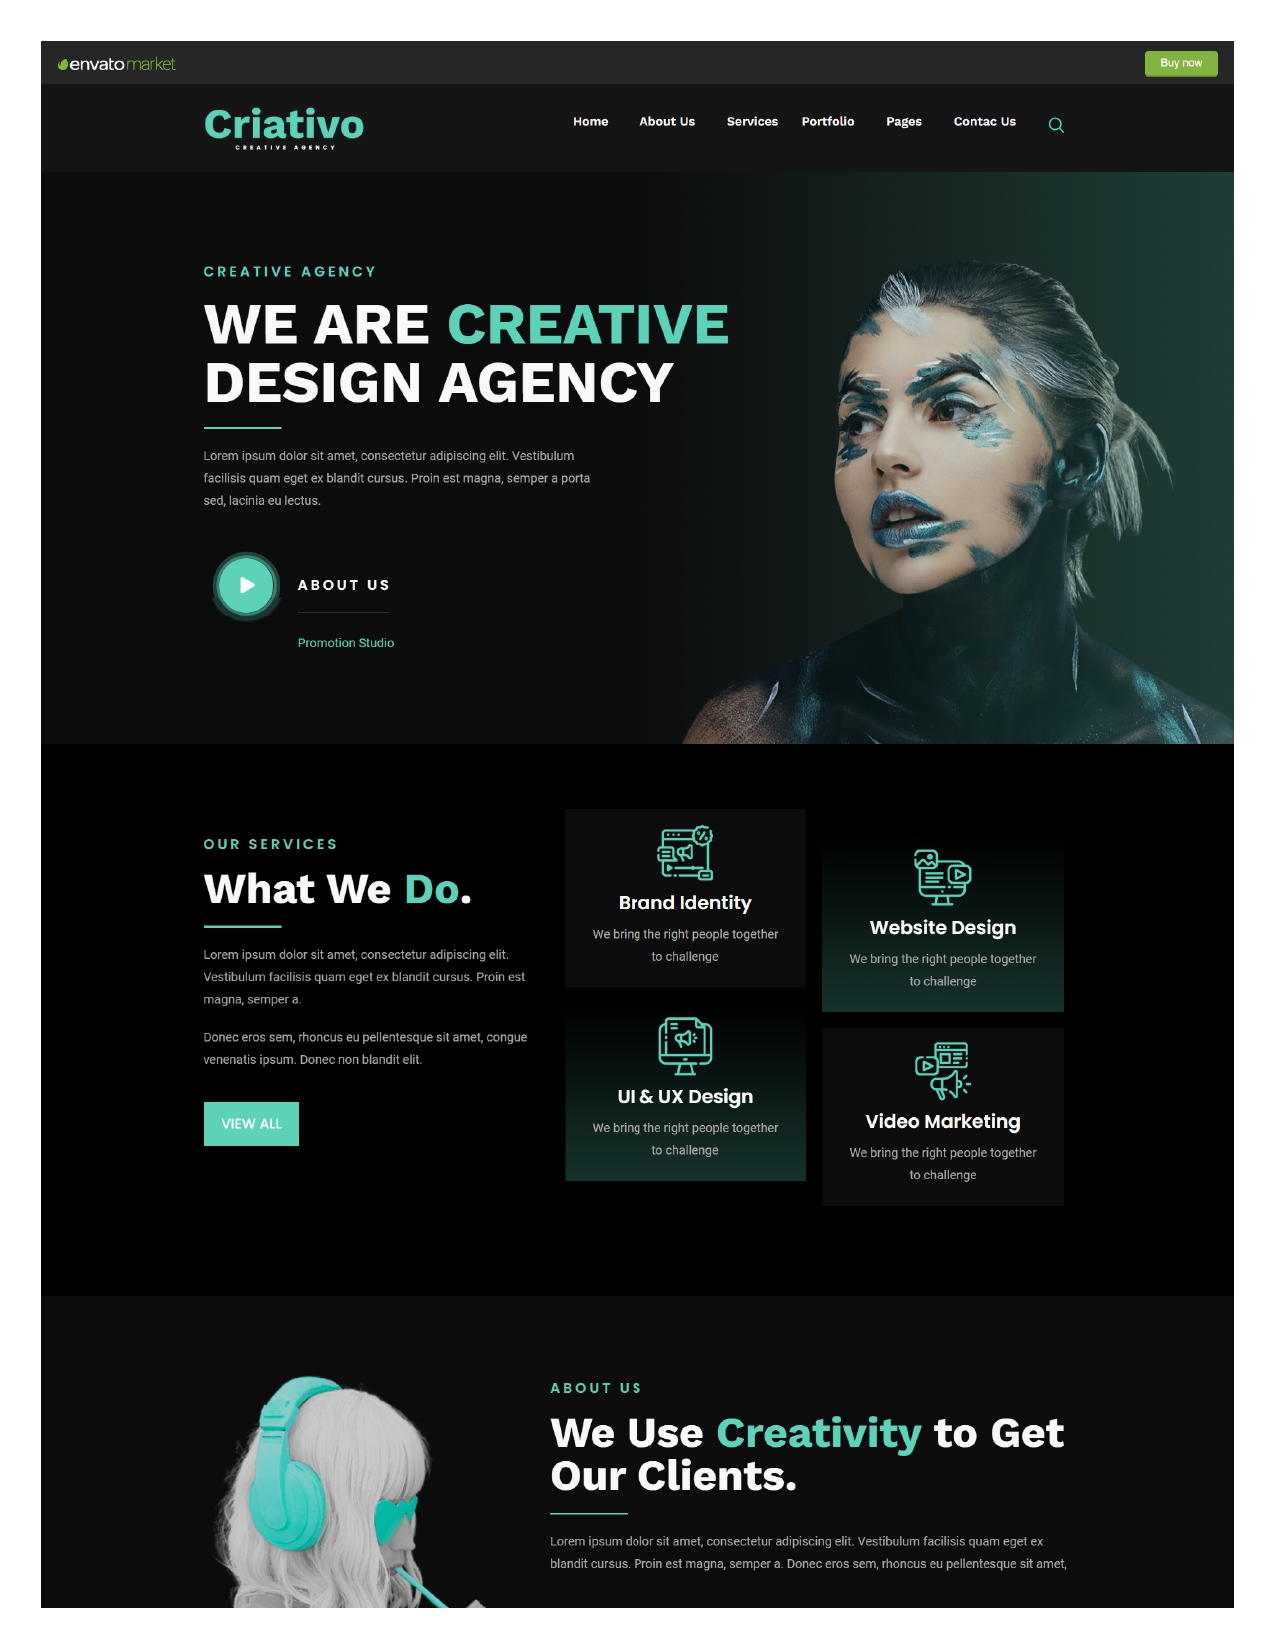 envatomarket
Buy now
Criativo
CREATIVE AGENCY
Home About Us Services Portfolio Pages Contac Us
CREATIVE AGENCY
WE ARE CREATIVE
DESIGN AGENCY
Lorem ipsum dolor sit amet, consectetur adipiscing elit. Vestibulum
facilisis quam eget ex blandit cursus. Proin est magna, semper a porta
sed, lacinia eu lectus.
ABOUT US
Promotion Studio
OUR SERVICES
What We Do.
Lorem ipsum dolor sit amet, consectetur adipiscing elit.
Vestibulum facilisis quam eget ex blandit cursus. Proin est
magna, semper a.
Donec eros sem, rhoncus eu pellentesque sit amet, congue
venenatis ipsum. Donec non blandit elit.
VIEW ALL
Brand Identity
We bring the right people together
to challenge
Website Design
We bring the right people together
to challenge
UI & UX Design
We bring the right people together
to challenge
Video Marketing
We bring the right people together
to challenge
ABOUT US
We Use Creativity to Get
Our Clients.
Lorem ipsum dolor sit amet, consectetur adipiscing elit. Vestibulum facilisis quam eget ex
blandit cursus. Proin est magna, semper a. Donec eros sem, rhoncus eu pellentesque sit amet,